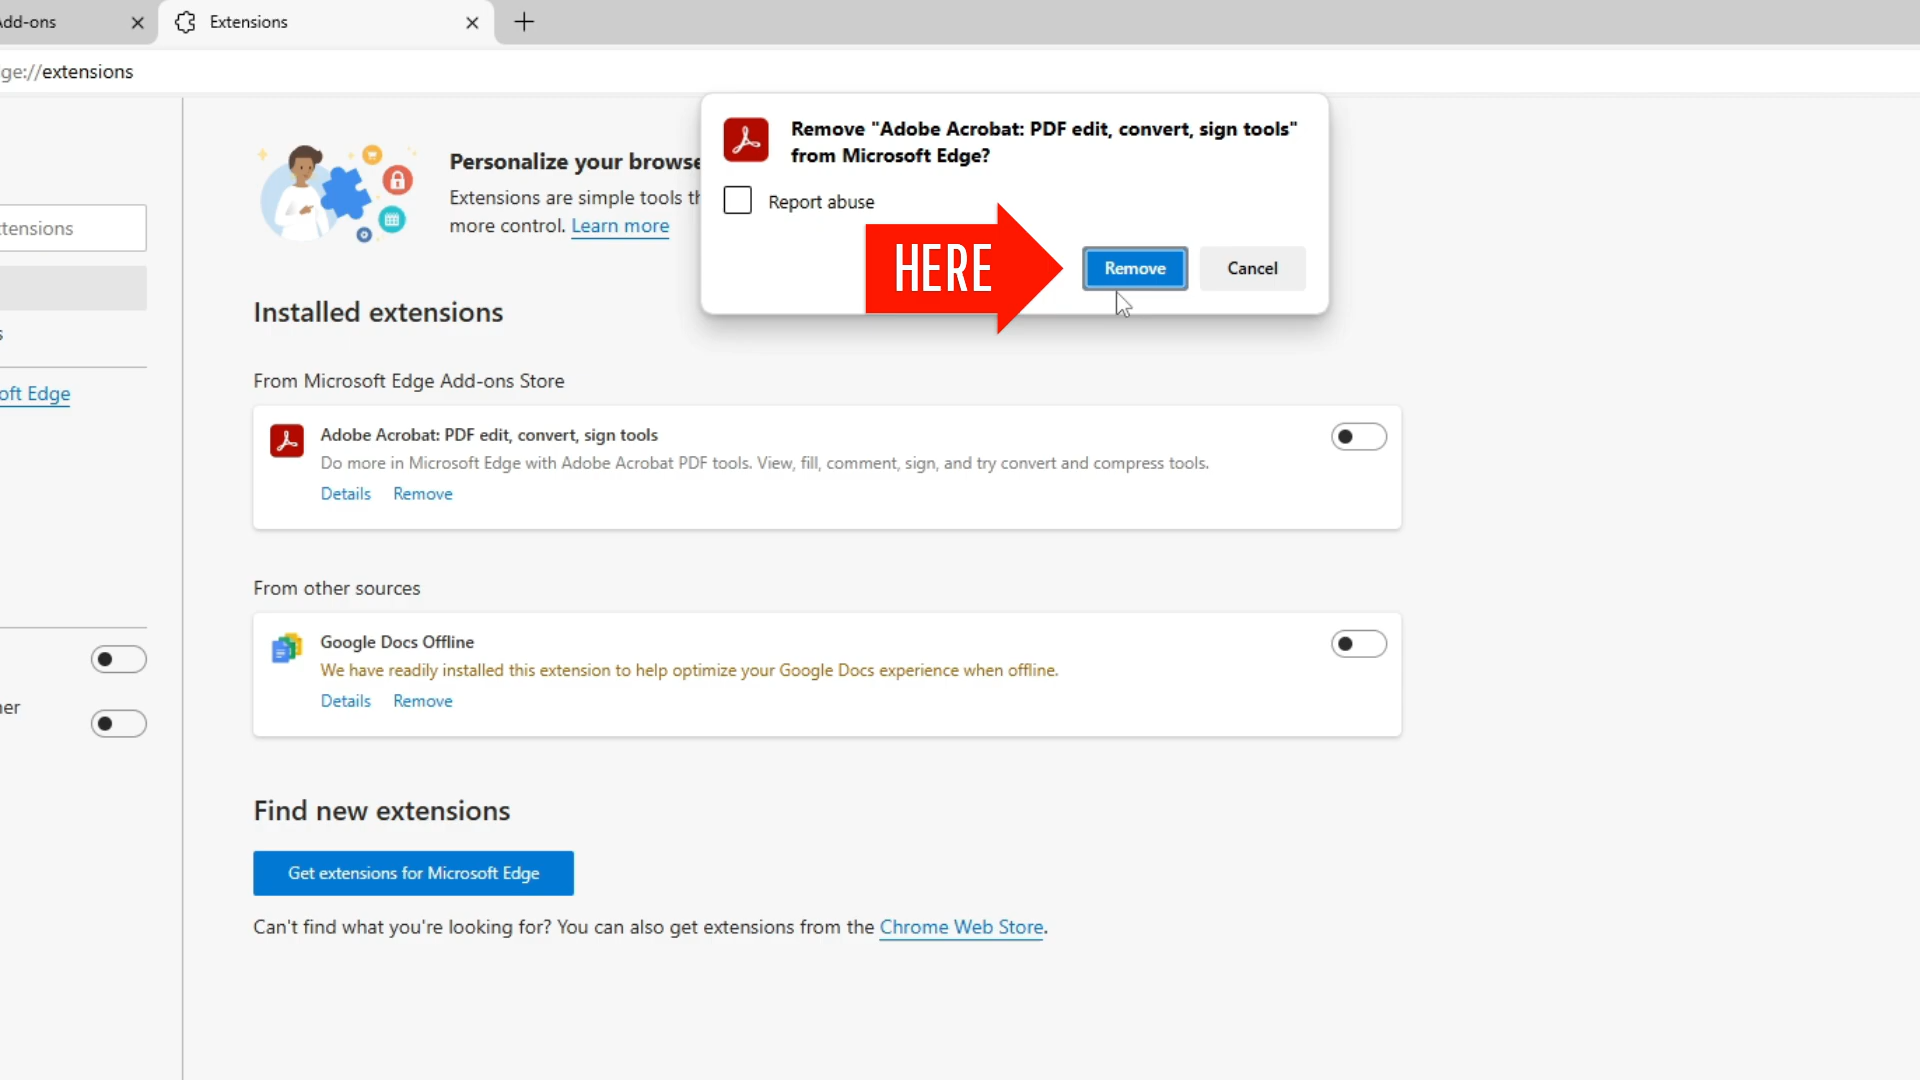 Add-ons
Extensions
ge://extensions
Remove "Adobe Acrobat: PDF edit, convert, sign tools"
from Microsoft Edge?
Report abuse
HERE
Remove
Cancel
Personalize your browse
Extensions are simple tools th
more control. Learn more
tensions
s
oft Edge
er
Installed extensions
From Microsoft Edge Add-ons Store
Adobe Acrobat: PDF edit, convert, sign tools
Do more in Microsoft Edge with Adobe Acrobat PDF tools. View, fill, comment, sign, and try convert and compress tools.
Details Remove
From other sources
Google Docs Offline
We have readily installed this extension to help optimize your Google Docs experience when offline.
Details Remove
Find new extensions
Get extensions for Microsoft Edge
Can't find what you're looking for? You can also get extensions from the Chrome Web Store.